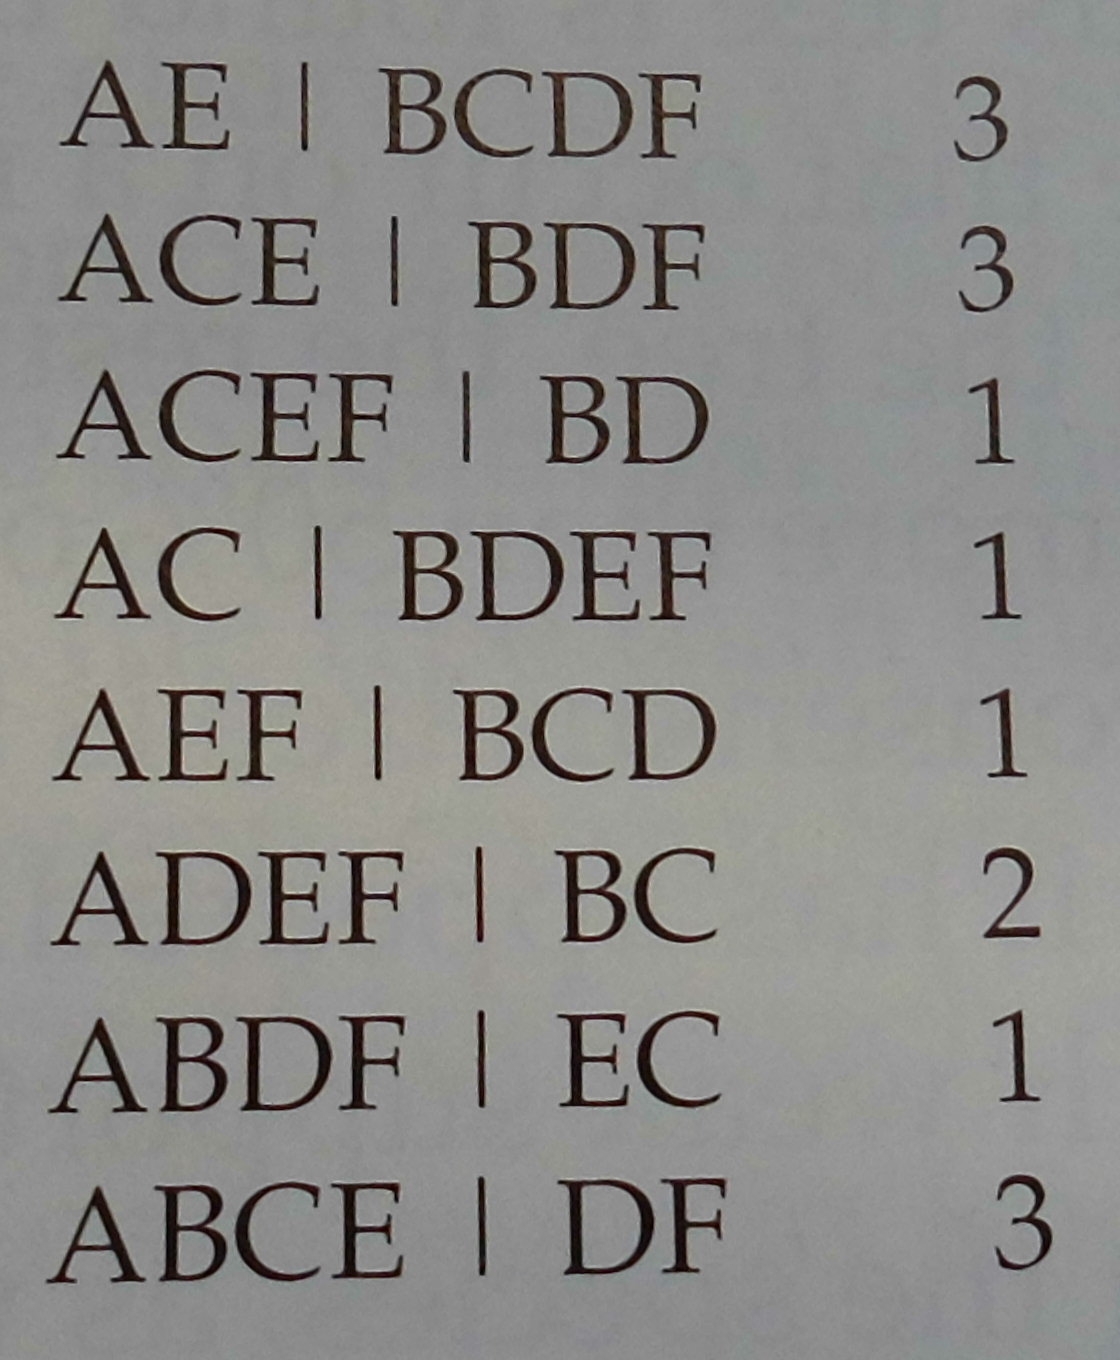 AE | BCDF 3
ACE | BDF 3
ACEF | BD 1
AC | BDEF 1
AEF | BCD 1
ADEF | BC 2
ABDF | EC 1
ABCE | DF 3